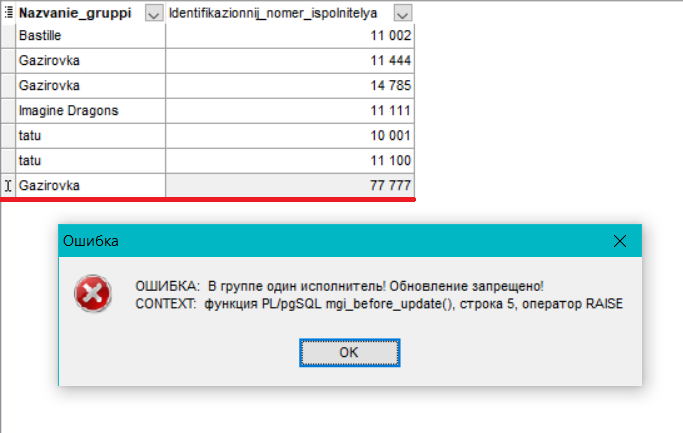 Nazvanie_gruppi Identifikazionnij_nomer_ispolnitelya
Bastille 11 002
Gazirovka 11 444
Gazirovka 14 785
Imagine Dragons 11 111
tatu 10 001
tatu 11 100
Gazirovka 77 777
Ошибка
ОШИБКА: В группе один исполнитель! Обновление запрещено!
CONTEXT: функция PL/pgSQL mgi_before_update(), строка 5, оператор RAISE
OK